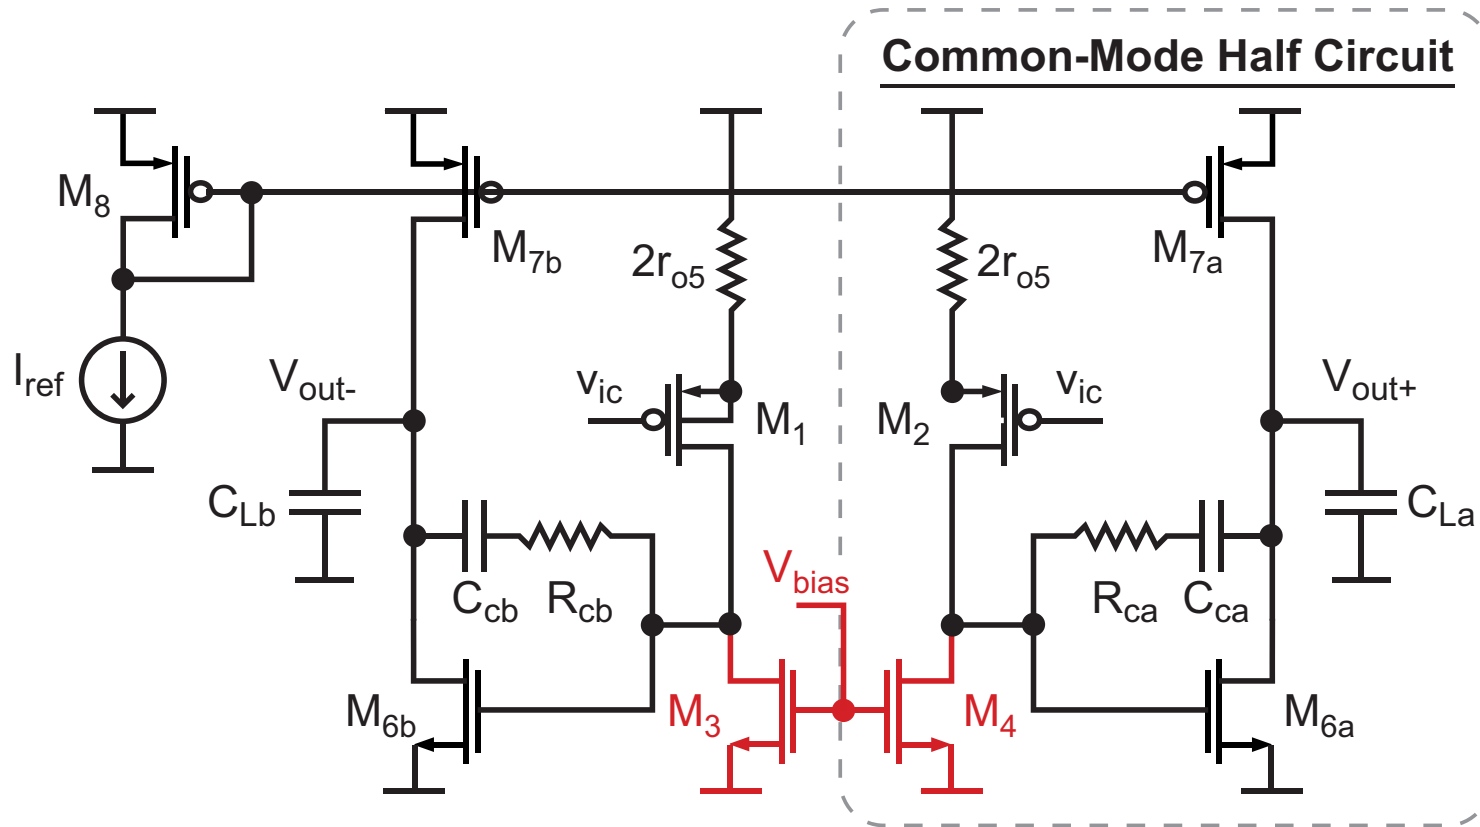 Common-Mode Half Circuit
M8
M7b
2ro5
2ro5
M7a
Iref
Vout-
vic
M1
M2
vic
Vout+
CLb
CLa
Ccb
Rcb
Vbias
Rca
Cca
M6b
M3
M4
M6a